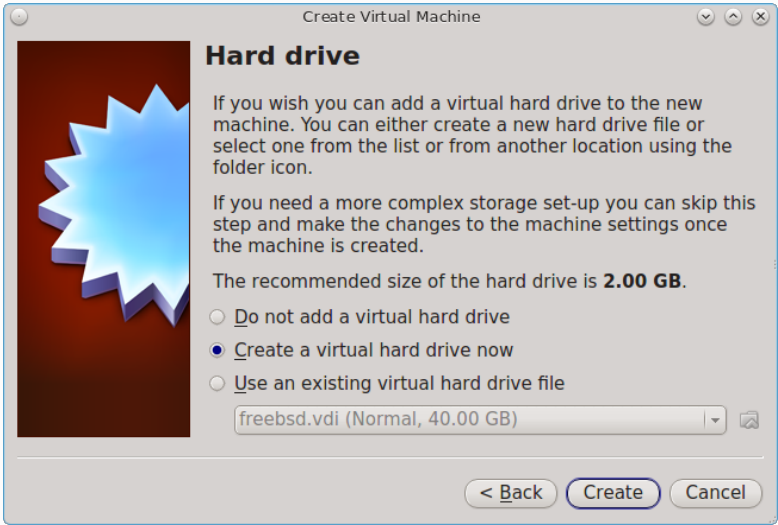 Create Virtual Machine
Hard drive
If you wish you can add a virtual hard drive to the new
machine. You can either create a new hard drive file or
select one from the list or from another location using the
folder icon.
If you need a more complex storage set-up you can skip this
step and make the changes to the machine settings once
the machine is created.
The recommended size of the hard drive is 2.00 GB.
Do not add a virtual hard drive
Create a virtual hard drive now
Use an existing virtual hard drive file
freebsd.vdi (Normal, 40.00 GB)
< Back Create Cancel